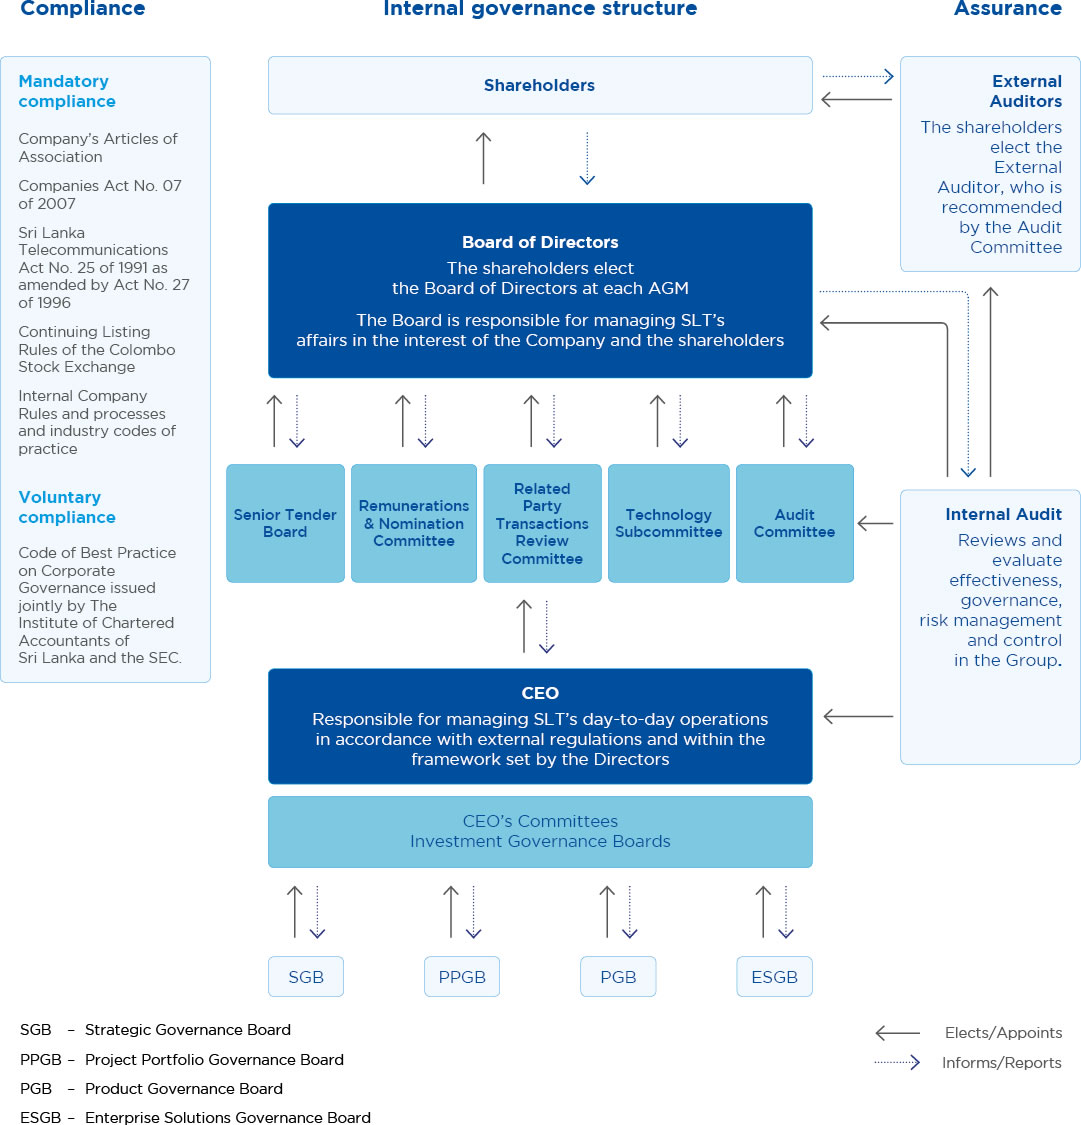 Compliance
Internal governance structure
Assurance
Mandatory
compliance
Company's Articles of
Association
Companies Act No. 07
of 2007
Sri Lanka
Telecommunications
Act No. 25 of 1991 as
amended by Act No. 27
of 1996
Continuing Listing
Rules of the Colombo
Stock Exchange
Internal Company
Rules and processes
and industry codes of
practice
Voluntary
compliance
Code of Best Practice
on Corporate
Governance issued
jointly by The
Institute of Chartered
Accountants of
Sri Lanka and the SEC.
Shareholders
Board of Directors
The shareholders elect
the Board of Directors at each AGM
The Board is responsible for managing SLT's
affairs in the interest of the Company and the shareholders
Senior Tender
Board
Remunerations
& Nomination
Committee
Related
Party
Transactions
Review
Committee
Technology
Subcommittee
Audit
Committee
CEO
Responsible for managing SLT's day-to-day operations
in accordance with external regulations and within the
framework set by the Directors
CEO's Committees
Investment Governance Boards
SGB
PPGB
PGB
ESGB
External
Auditors
The shareholders
elect the
External
Auditor, who is
recommended
by the Audit
Committee
Internal Audit
Reviews and
evaluate
effectiveness,
governance,
risk management
and control
in the Group.
SGB – Strategic Governance Board
PPGB – Project Portfolio Governance Board
PGB – Product Governance Board
ESGB – Enterprise Solutions Governance Board
Elects/Appoints
Informs/Reports